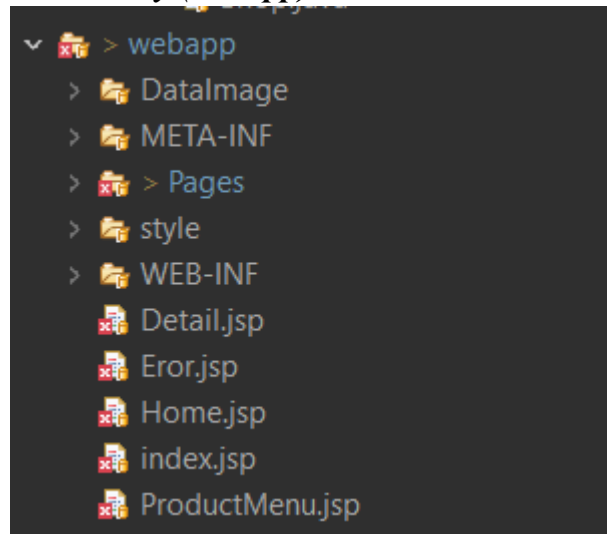 > webapp
DataImage
META-INF
> Pages
style
WEB-INF
Detail.jsp
Eror.jsp
Home.jsp
index.jsp
ProductMenu.jsp